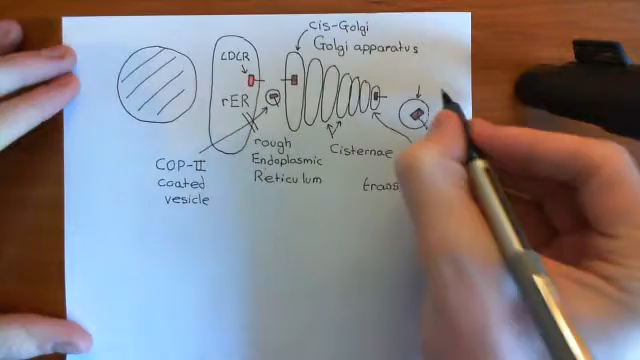 cis-Golgi
Golgi apparatus
LDLR
rER
rough
Endoplasmic
Reticulum
Cisternae
COP-II
coated
vesicle